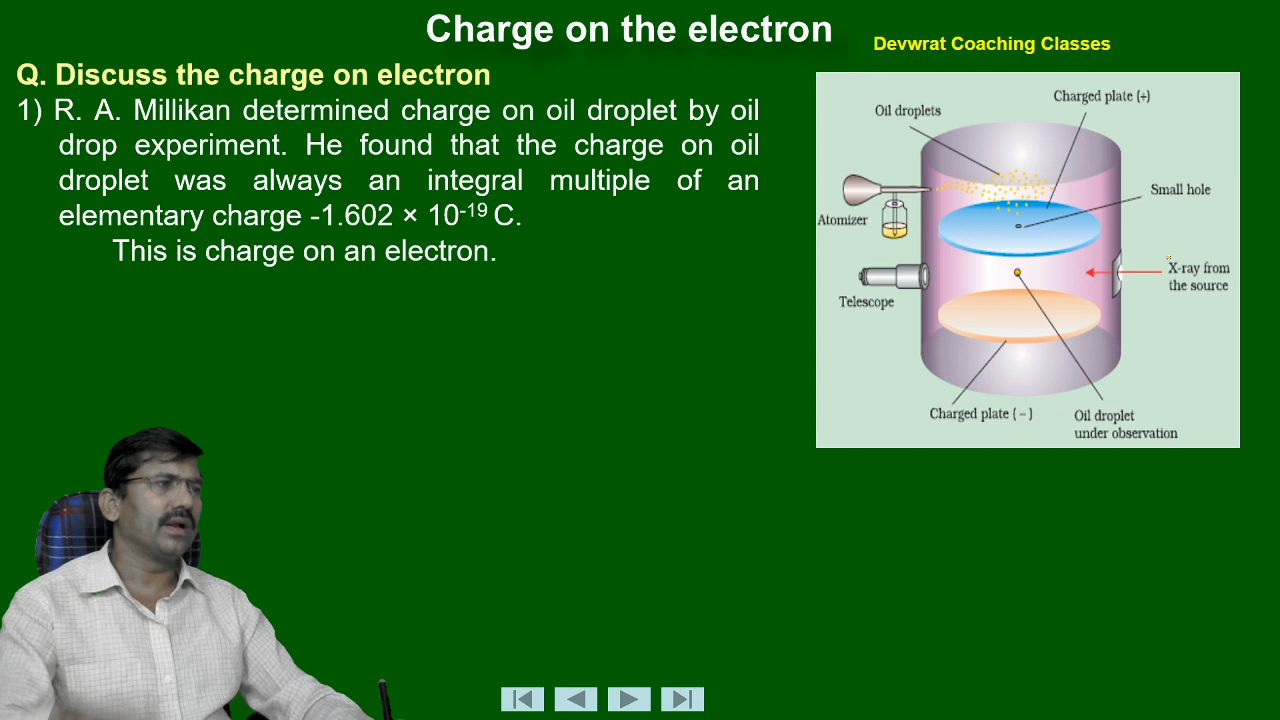 Charge on the electron
Devwrat Coaching Classes
Q. Discuss the charge on electron
1) R. A. Millikan determined charge on oil droplet by oil
drop experiment. He found that the charge on oil
droplet was always an integral multiple of an
elementary charge -1.602 × 10⁻¹⁹ C.
This is charge on an electron.
Charged plate (+)
Oil droplets
Small hole
Atomizer
X-ray from
the source
Telescope
Charged plate (-)
Oil droplet
under observation